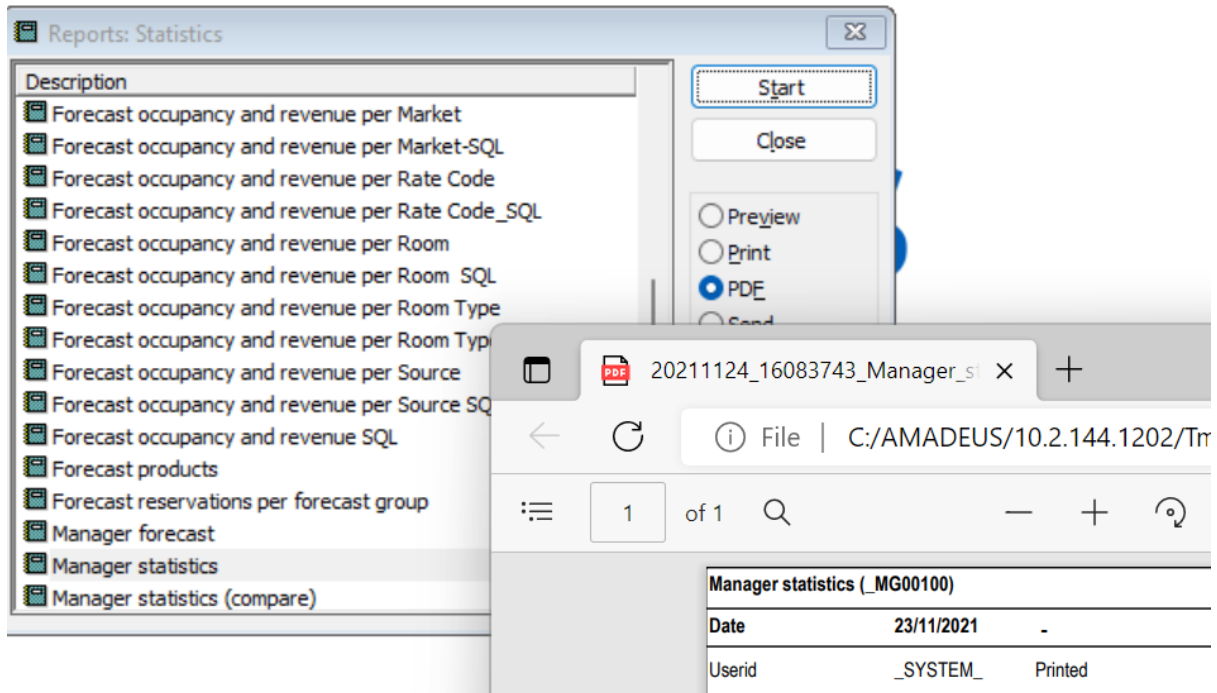 Reports: Statistics
Description
Forecast occupancy and revenue per Market
Forecast occupancy and revenue per Market-SQL
Forecast occupancy and revenue per Rate Code
Forecast occupancy and revenue per Rate Code_SQL
Forecast occupancy and revenue per Room
Forecast occupancy and revenue per Room SQL
Forecast occupancy and revenue per Room Type
Forecast occupancy and revenue per Room Typ
Forecast occupancy and revenue per Source
Forecast occupancy and revenue per Source SQ
Forecast occupancy and revenue SQL
Forecast products
Forecast reservations per forecast group
Manager forecast
Manager statistics
Manager statistics (compare)
Start
Close
Preview
Print
PDF
Send
PDF 20211124_16083743_Manager_st
File | C:/AMADEUS/10.2.144.1202/Tm
1 of 1
Manager statistics (_MG00100)
Date 23/11/2021 -
Userid _SYSTEM_ Printed